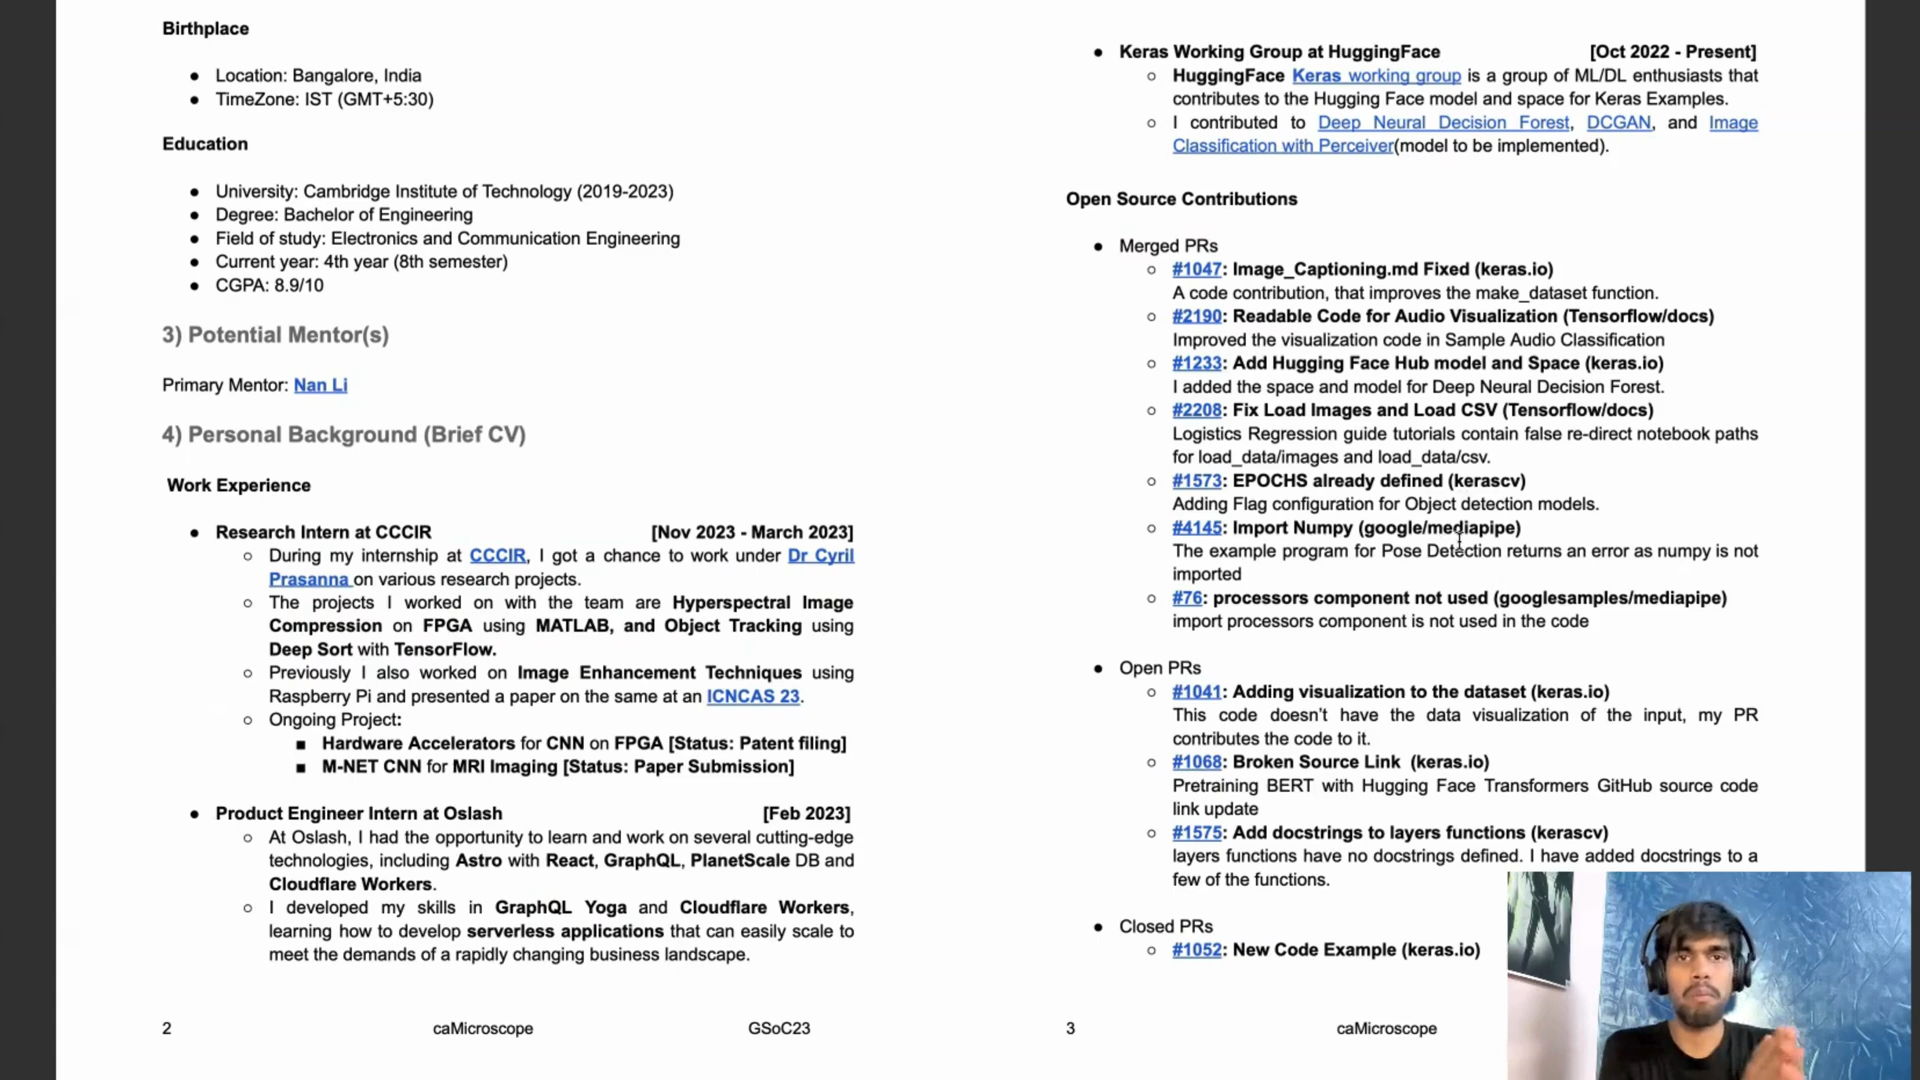 Birthplace
● Location: Bangalore, India
● TimeZone: IST (GMT+5:30)
Education
● University: Cambridge Institute of Technology (2019-2023)
● Degree: Bachelor of Engineering
● Field of study: Electronics and Communication Engineering
● Current year: 4th year (8th semester)
● CGPA: 8.9/10
3) Potential Mentor(s)
Primary Mentor: Nan Li
4) Personal Background (Brief CV)
Work Experience
● Research Intern at CCCIR [Nov 2023 - March 2023]
○ During my internship at CCCIR, I got a chance to work under Dr Cyril
Prasanna on various research projects.
○ The projects I worked on with the team are Hyperspectral Image
Compression on FPGA using MATLAB, and Object Tracking using
Deep Sort with TensorFlow.
○ Previously I also worked on Image Enhancement Techniques using
Raspberry Pi and presented a paper on the same at an ICNCAS 23.
○ Ongoing Project:
■ Hardware Accelerators for CNN on FPGA [Status: Patent filing]
■ M-NET CNN for MRI Imaging [Status: Paper Submission]
● Product Engineer Intern at Oslash [Feb 2023]
○ At Oslash, I had the opportunity to learn and work on several cutting-edge
technologies, including Astro with React, GraphQL, PlanetScale DB and
Cloudflare Workers.
○ I developed my skills in GraphQL Yoga and Cloudflare Workers,
learning how to develop serverless applications that can easily scale to
meet the demands of a rapidly changing business landscape.
2 caMicroscope GSoC23
● Keras Working Group at HuggingFace [Oct 2022 - Present]
○ HuggingFace Keras working group is a group of ML/DL enthusiasts that
contributes to the Hugging Face model and space for Keras Examples.
○ I contributed to Deep Neural Decision Forest, DCGAN, and Image
Classification with Perceiver(model to be implemented).
Open Source Contributions
● Merged PRs
○ #1047: Image_Captioning.md Fixed (keras.io)
A code contribution, that improves the make_dataset function.
○ #2190: Readable Code for Audio Visualization (Tensorflow/docs)
Improved the visualization code in Sample Audio Classification
○ #1233: Add Hugging Face Hub model and Space (keras.io)
I added the space and model for Deep Neural Decision Forest.
○ #2208: Fix Load Images and Load CSV (Tensorflow/docs)
Logistics Regression guide tutorials contain false re-direct notebook paths
for load_data/images and load_data/csv.
○ #1573: EPOCHS already defined (kerascv)
Adding Flag configuration for Object detection models.
○ #4145: Import Numpy (google/mediapipe)
The example program for Pose Detection returns an error as numpy is not
imported
○ #76: processors component not used (googlesamples/mediapipe)
import processors component is not used in the code
● Open PRs
○ #1041: Adding visualization to the dataset (keras.io)
This code doesn't have the data visualization of the input, my PR
contributes the code to it.
○ #1068: Broken Source Link (keras.io)
Pretraining BERT with Hugging Face Transformers GitHub source code
link update
○ #1575: Add docstrings to layers functions (kerascv)
layers functions have no docstrings defined. I have added docstrings to a
few of the functions.
● Closed PRs
○ #1052: New Code Example (keras.io)
3 caMicroscope